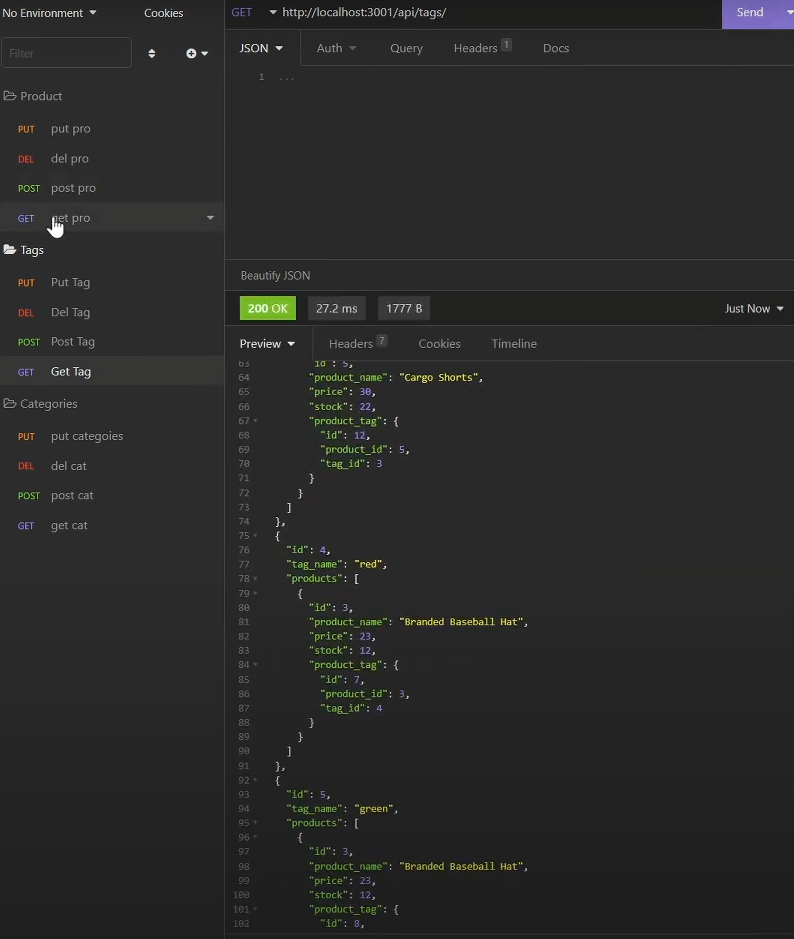 No Environment
Cookies
Filter
Product
PUT put pro
DEL del pro
POST post pro
GET get pro
Tags
PUT Put Tag
DEL Del Tag
POST Post Tag
GET Get Tag
Categories
PUT put categoies
DEL del cat
POST post cat
GET get cat
GET http://localhost:3001/api/tags/ Send
JSON Auth Query Headers 1 Docs
1 ...
Beautify JSON
200 OK 27.2 ms 1777 B Just Now
Preview Headers 7 Cookies Timeline
63 "id": 5,
64 "product_name": "Cargo Shorts",
65 "price": 30,
66 "stock": 22,
67 "product_tag": {
68 "id": 12,
69 "product_id": 5,
70 "tag_id": 3
71 }
72 }
73 ]
74 },
75 {
76 "id": 4,
77 "tag_name": "red",
78 "products": [
79 {
80 "id": 3,
81 "product_name": "Branded Baseball Hat",
82 "price": 23,
83 "stock": 12,
84 "product_tag": {
85 "id": 7,
86 "product_id": 3,
87 "tag_id": 4
88 }
89 }
90 ]
91 },
92 {
93 "id": 5,
94 "tag_name": "green",
95 "products": [
96 {
97 "id": 3,
98 "product_name": "Branded Baseball Hat",
99 "price": 23,
100 "stock": 12,
101 "product_tag": {
102 "id": 8,